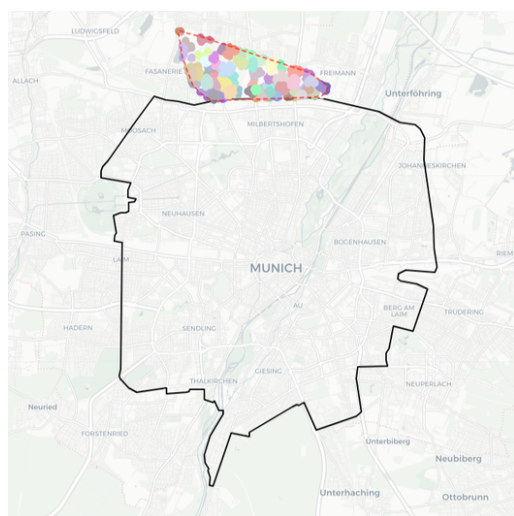 LUDWIGSFELD
ALLACH
FASANERIE
FREIMANN
Unterföhring
MOOSACH
MILBERTSHOFEN
JOHANNESKIRCHEN
NEUHAUSEN
PASING
BOGENHAUSEN
LAIM
MUNICH
RIEM
AU
BERG AM
LAIM
TRUDERING
HADERN
SENDLING
GIESING
THALKIRCHEN
NEUPERLACH
Neuried
FORSTENRIED
Unterbiberg
Neubiberg
Unterhaching
Ottobrunn